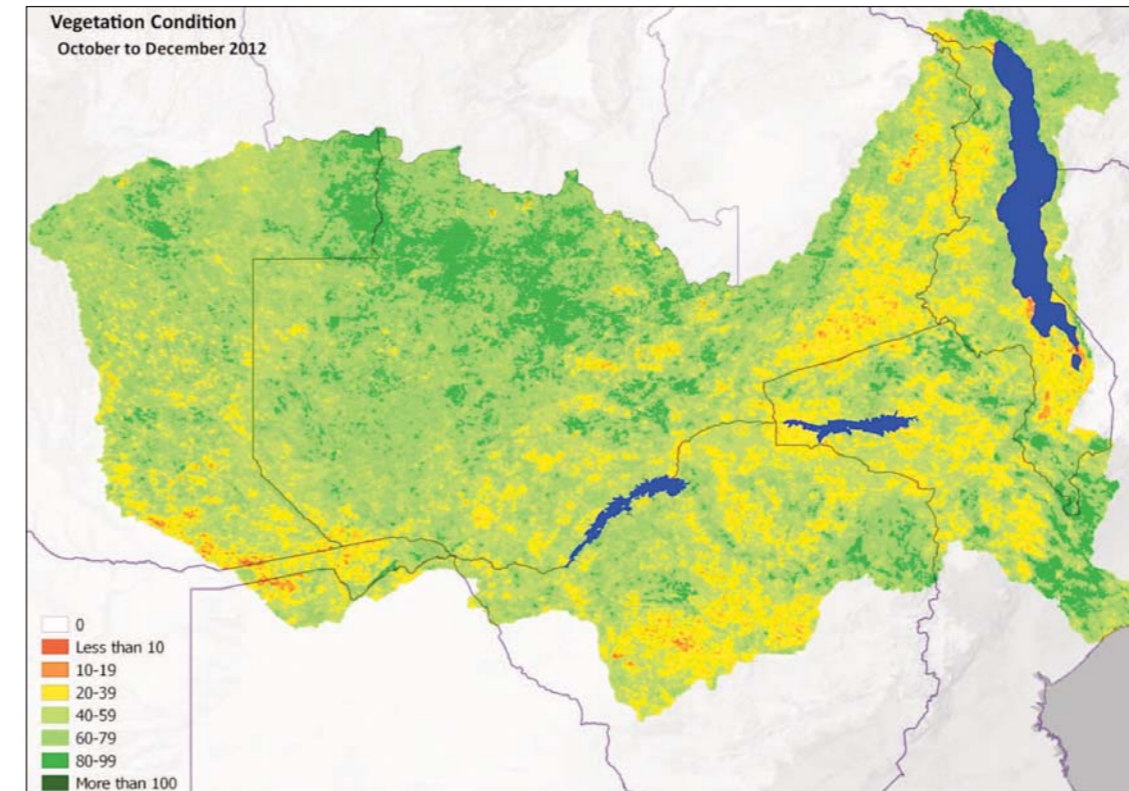 Vegetation Condition
October to December 2012
0
Less than 10
10-19
20-39
40-59
60-79
80-99
More than 100